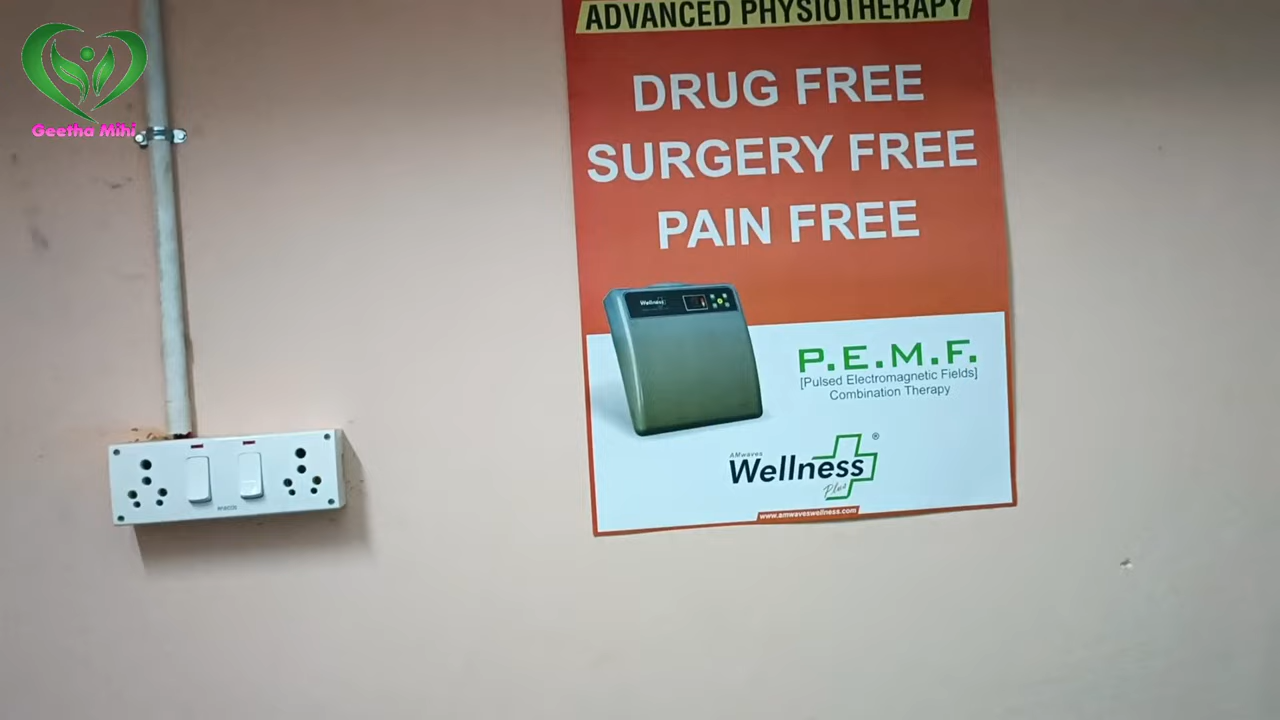 Geetha Mihi
ADVANCED PHYSIOTHERAPY
DRUG FREE
SURGERY FREE
PAIN FREE
Wellness
P.E.M.F.
[Pulsed Electromagnetic Fields]
Combination Therapy
AMwaves
Wellness ®
Plus
www.amwaveswellness.com